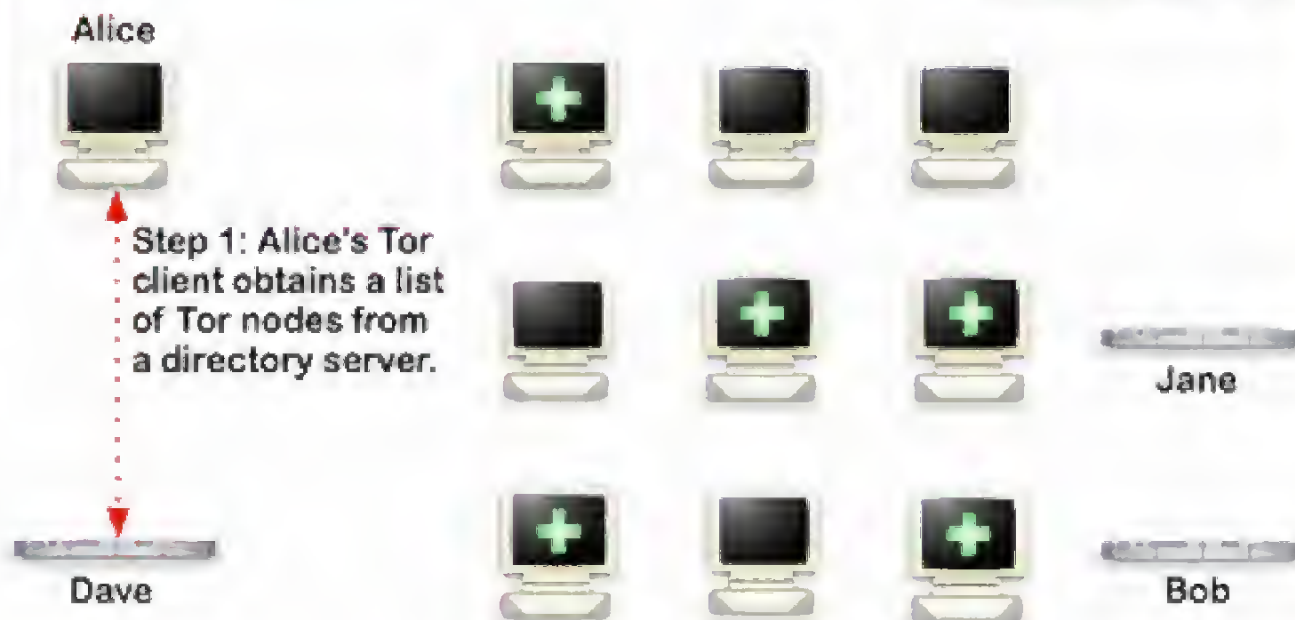 Alice
Step 1: Alice's Tor
client obtains a list
of Tor nodes from
a directory server.
Jane
Dave
Bob